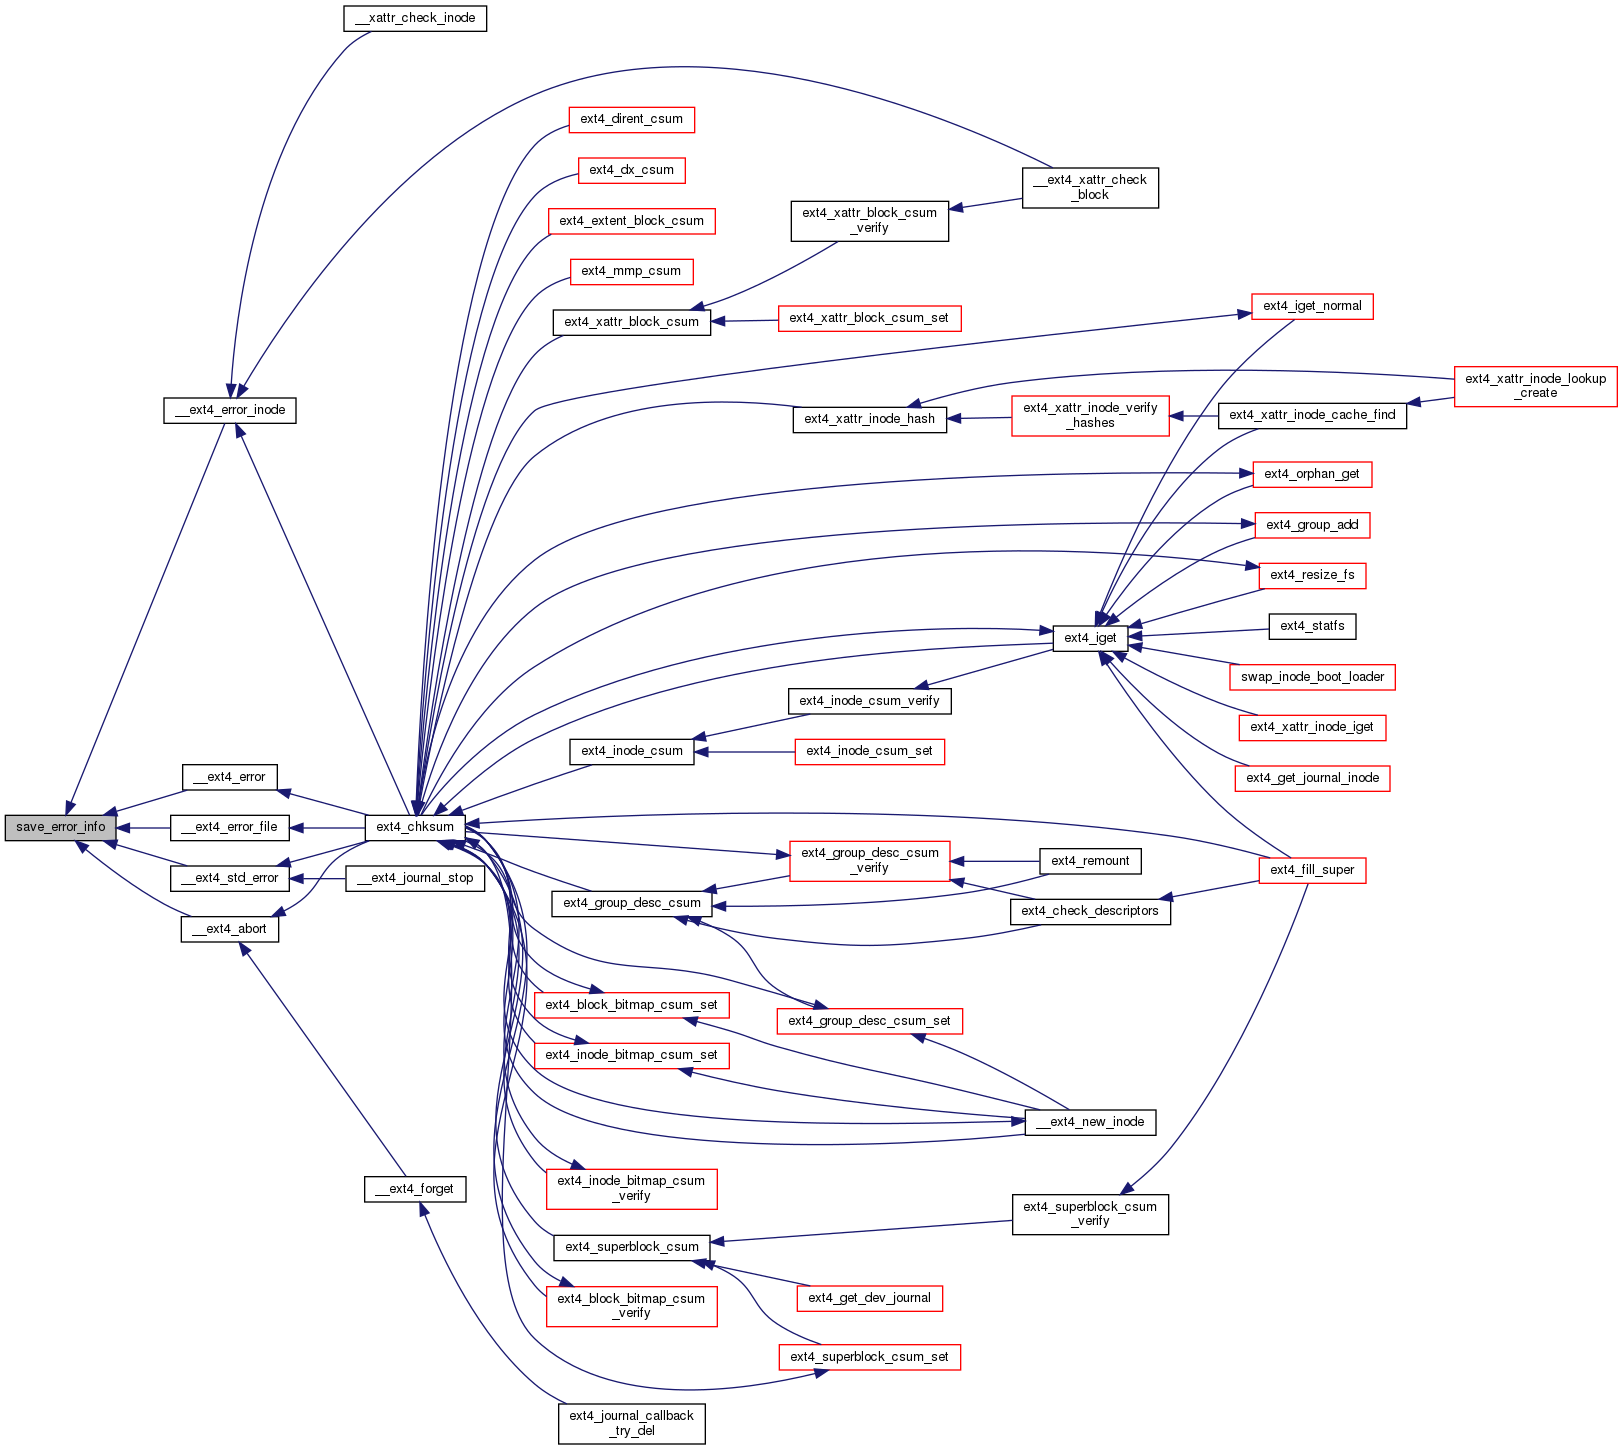 __xattr_check_inode
ext4_dirent_csum
ext4_dx_csum
__ext4_xattr_check
_block
ext4_xattr_block_csum
_verify
ext4_extent_block_csum
ext4_mmp_csum
ext4_iget_normal
ext4_xattr_block_csum
ext4_xattr_block_csum_set
ext4_xattr_inode_lookup
_create
__ext4_error_inode
ext4_xattr_inode_hash
ext4_xattr_inode_verify
_hashes
ext4_xattr_inode_cache_find
ext4_orphan_get
ext4_group_add
ext4_resize_fs
ext4_statfs
ext4_iget
swap_inode_boot_loader
ext4_inode_csum_verify
ext4_xattr_inode_iget
ext4_inode_csum
ext4_inode_csum_set
ext4_get_journal_inode
__ext4_error
save_error_info
__ext4_error_file
ext4_chksum
ext4_group_desc_csum
_verify
ext4_remount
ext4_fill_super
__ext4_std_error
__ext4_journal_stop
ext4_group_desc_csum
ext4_check_descriptors
__ext4_abort
ext4_block_bitmap_csum_set
ext4_group_desc_csum_set
ext4_inode_bitmap_csum_set
__ext4_new_inode
__ext4_forget
ext4_inode_bitmap_csum
_verify
ext4_superblock_csum
_verify
ext4_superblock_csum
ext4_block_bitmap_csum
_verify
ext4_get_dev_journal
ext4_superblock_csum_set
ext4_journal_callback
_try_del